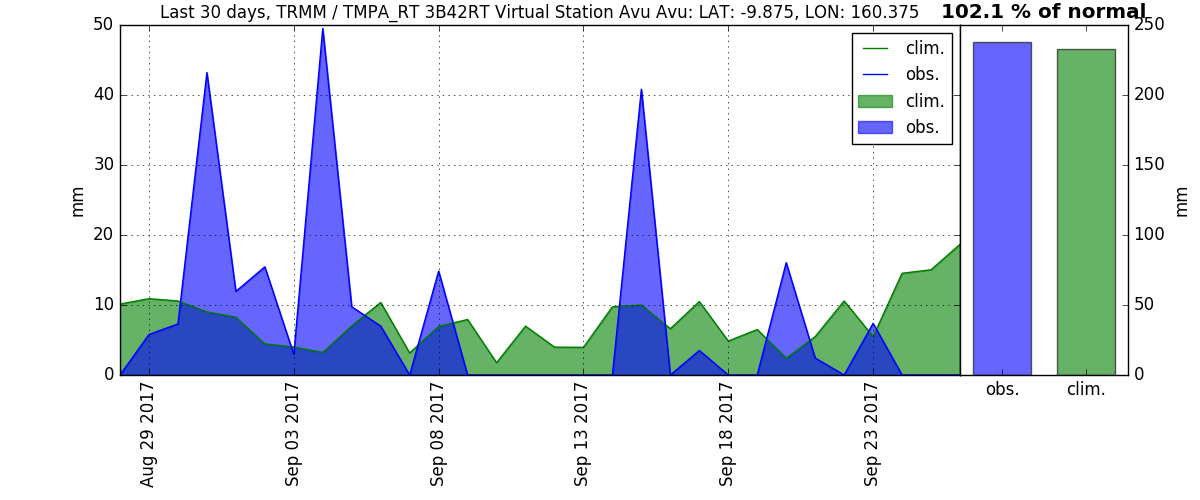 Last 30 days, TRMM / TMPA_RT 3B42RT Virtual Station Avu Avu: LAT: -9.875, LON: 160.375
102.1 % of normal
50
40
30
20
10
0
mm
clim.
obs.
clim.
obs.
Aug 29 2017
Sep 03 2017
Sep 08 2017
Sep 13 2017
Sep 18 2017
Sep 23 2017
250
200
150
100
50
0
mm
obs.
clim.